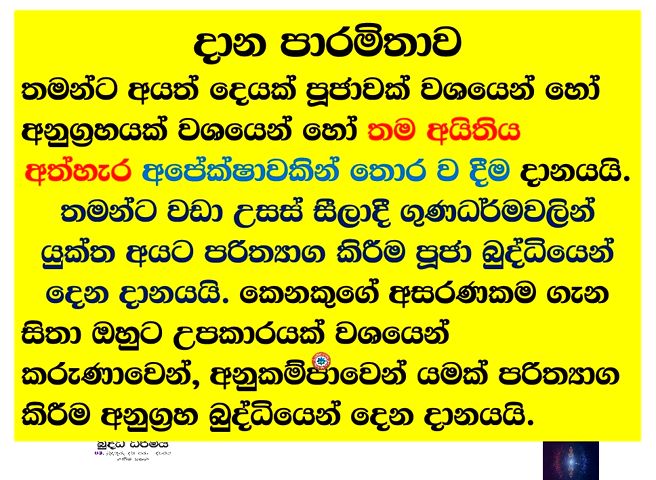 දාන පාරමිතාව
තමන්ට අයත් දෙයක් පූජාවක් වශයෙන් හෝ
අනුග්‍රහයක් වශයෙන් හෝ තම අයිතිය
අත්හැර අපේක්ෂාවකින් තොර ව දීම දානයයි.
තමන්ට වඩා උසස් සීලාදී ගුණධර්මවලින්
යුක්ත අයට පරිත්‍යාග කිරීම පූජා බුද්ධියෙන්
දෙන දානයයි. කෙනකුගේ අසරණකම ගැන
සිතා ඔහුට උපකාරයක් වශයෙන්
කරුණාවෙන්, අනුකම්පාවෙන් යමක් පරිත්‍යාග
කිරීම අනුග්‍රහ බුද්ධියෙන් දෙන දානයයි.
බුද්ධ ධර්මය